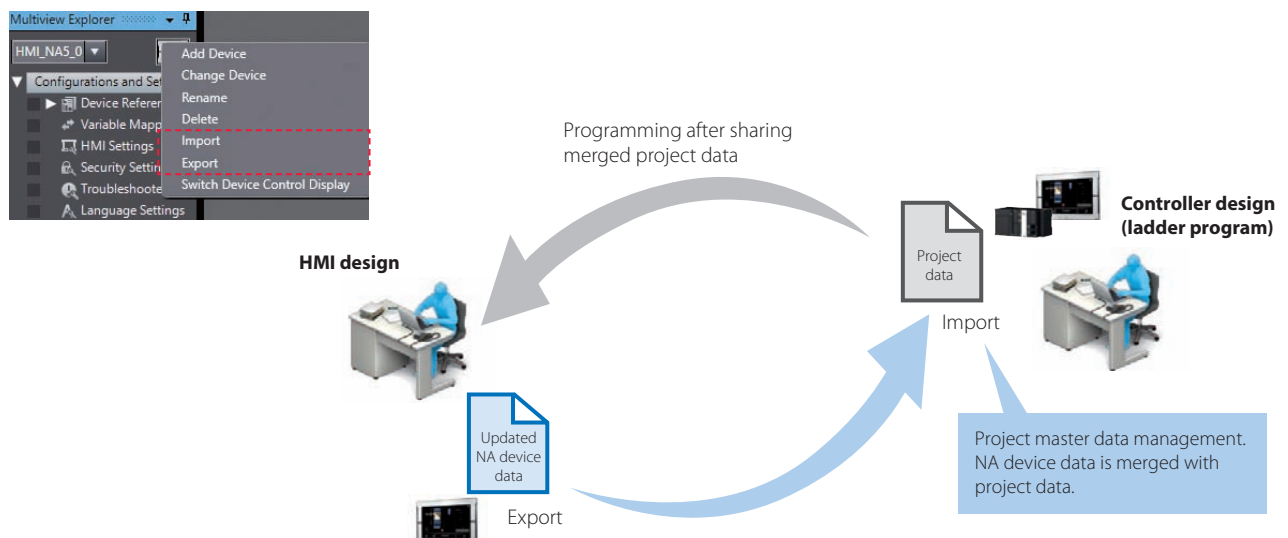 Multiview Explorer
HMI_NA5_0
Add Device
Change Device
Rename
Delete
Import
Export
Switch Device Control Display
Configurations and Set
Device Referen
Variable Mapp
HMI Settings
Security Settin
Troubleshoote
Language Settings
Programming after sharing
merged project data
HMI design
Controller design
(ladder program)
Project
data
Import
Updated
NA device
data
Export
Project master data management.
NA device data is merged with
project data.